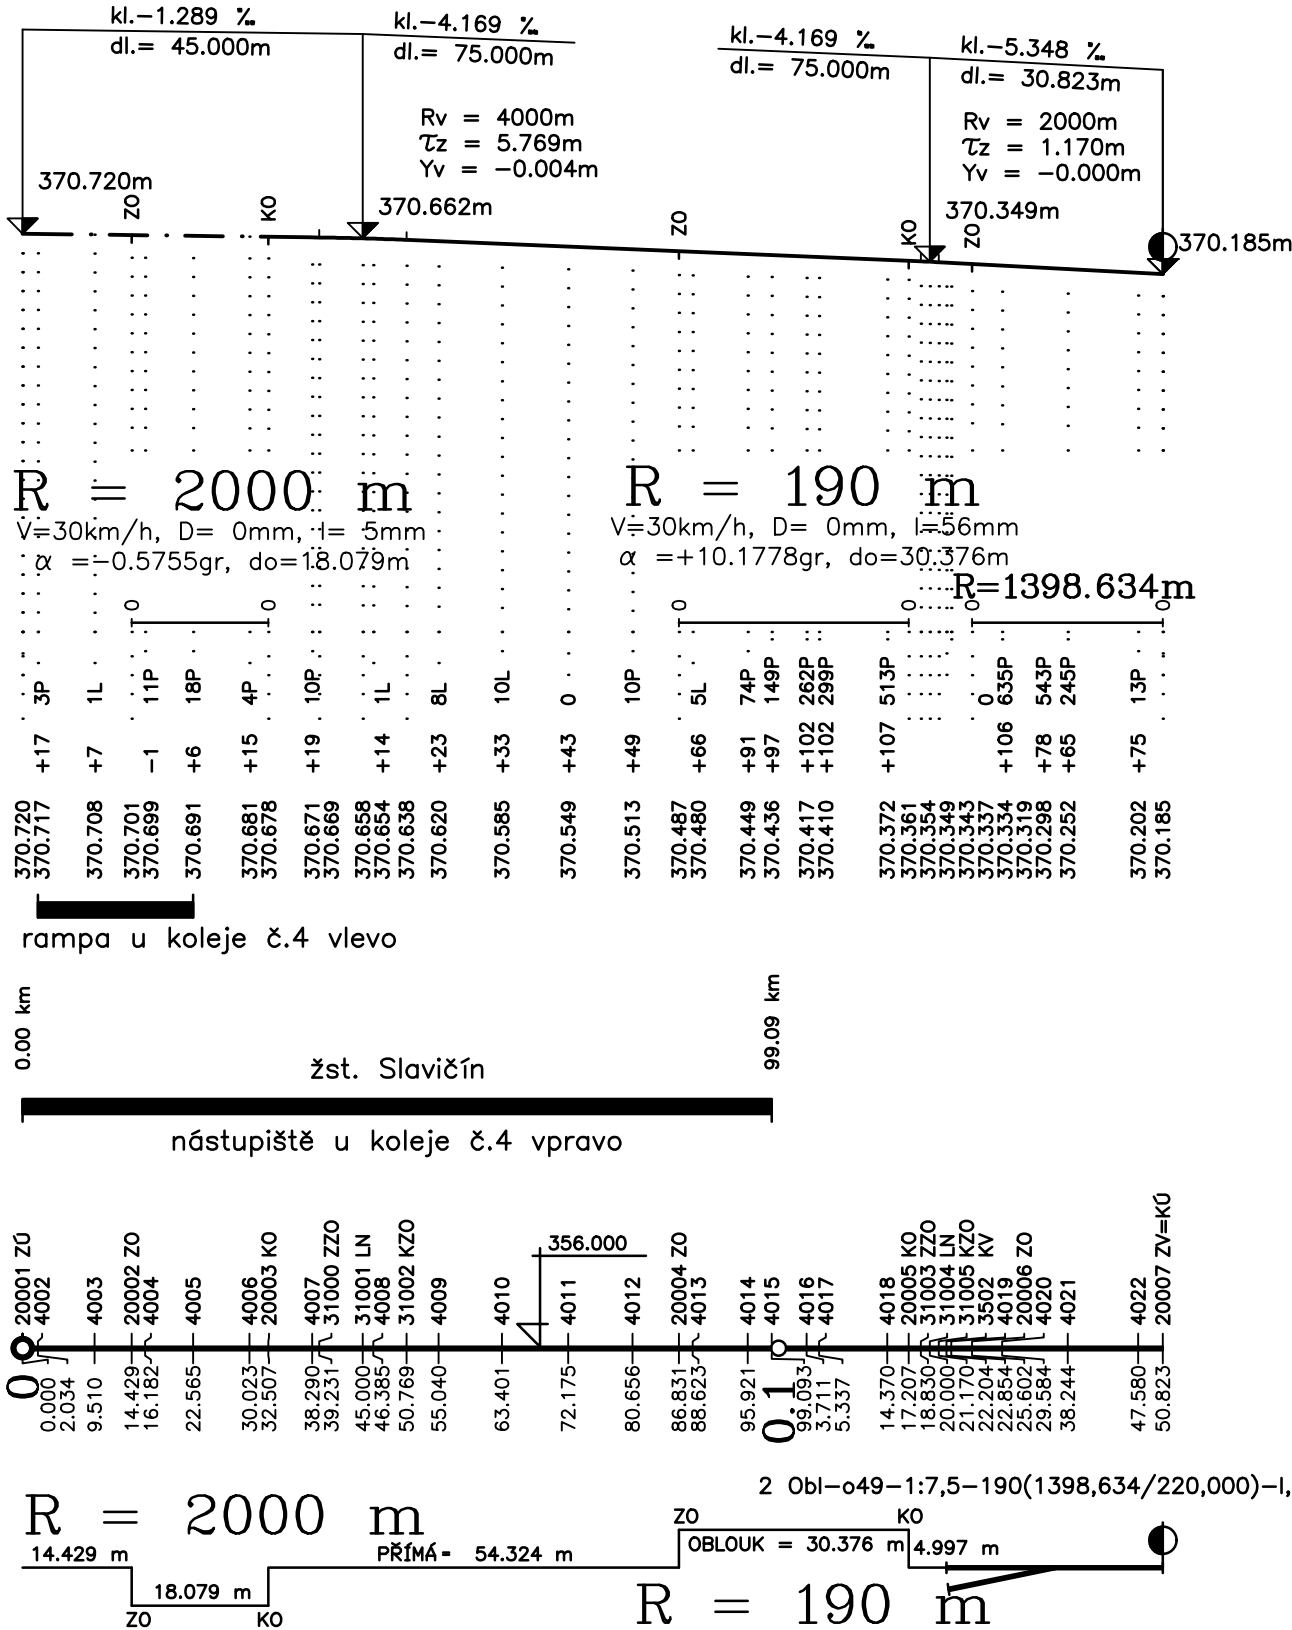 kl.-1.289 ‰
dl.= 45.000m
kl.-4.169 ‰
dl.= 75.000m
Rv = 4000m
τz = 5.769m
Yv = -0.004m
kl.-4.169 ‰
dl.= 75.000m
kl.-5.348 ‰
dl.= 30.823m
Rv = 2000m
τz = 1.170m
Yv = -0.000m
370.720m
ZO
KO
370.662m
ZO
KO
370.349m
ZO
370.185m
R = 2000 m
V=30km/h, D= 0mm, I= 5mm
α =-0.5755gr, do=18.079m
R = 190 m
V=30km/h, D= 0mm, I=56mm
α =+10.1778gr, do=30.376m
R=1398.634m
0
0
0
0
0
0
3P
1L
11P
18P
4P
10P
1L
8L
10L
0
10P
5L
74P
149P
262P
299P
513P
0
635P
543P
245P
13P
+17
+7
-1
+6
+15
+19
+14
+23
+33
+43
+49
+66
+91
+97
+102
+102
+107
+106
+78
+65
+75
370.720
370.717
370.708
370.701
370.699
370.691
370.681
370.678
370.671
370.669
370.658
370.654
370.638
370.620
370.585
370.549
370.513
370.487
370.480
370.449
370.436
370.417
370.410
370.372
370.361
370.354
370.349
370.343
370.337
370.334
370.319
370.298
370.252
370.202
370.185
rampa u koleje č.4 vlevo
0.00 km
99.09 km
žst. Slavičín
nástupiště u koleje č.4 vpravo
20001 ZÚ
4002
4003
20002 ZO
4004
4005
4006
20003 KO
4007
31000 ZZO
31001 LN
4008
31002 KZO
4009
4010
356.000
4011
4012
20004 ZO
4013
4014
4015
4016
4017
4018
20005 KO
31003 ZZO
31004 LN
31005 KZO
3502 KV
4019
20006 ZO
4020
4021
4022
20007 ZV=KÚ
0
0.000
2.034
9.510
14.429
16.182
22.565
30.023
32.507
38.290
39.231
45.000
46.385
50.769
55.040
63.401
72.175
80.656
86.831
88.623
95.921
0.1
99.093
3.711
5.337
14.370
17.207
18.830
20.000
21.170
22.204
22.854
25.602
29.584
38.244
47.580
50.823
2 Obl-o49-1:7,5-190(1398,634/220,000)-l,
R = 2000 m
14.429 m
18.079 m
ZO
KO
PŘÍMÁ= 54.324 m
ZO
KO
OBLOUK = 30.376 m
4.997 m
R = 190 m